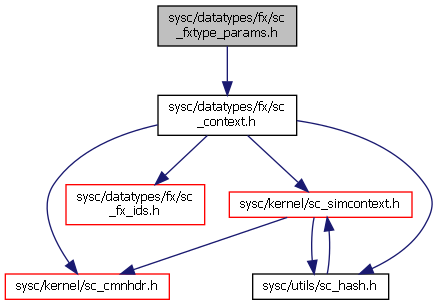 sysc/datatypes/fx/sc
_fxtype_params.h
sysc/datatypes/fx/sc
_context.h
sysc/datatypes/fx/sc
_fx_ids.h
sysc/kernel/sc_simcontext.h
sysc/kernel/sc_cmnhdr.h
sysc/utils/sc_hash.h